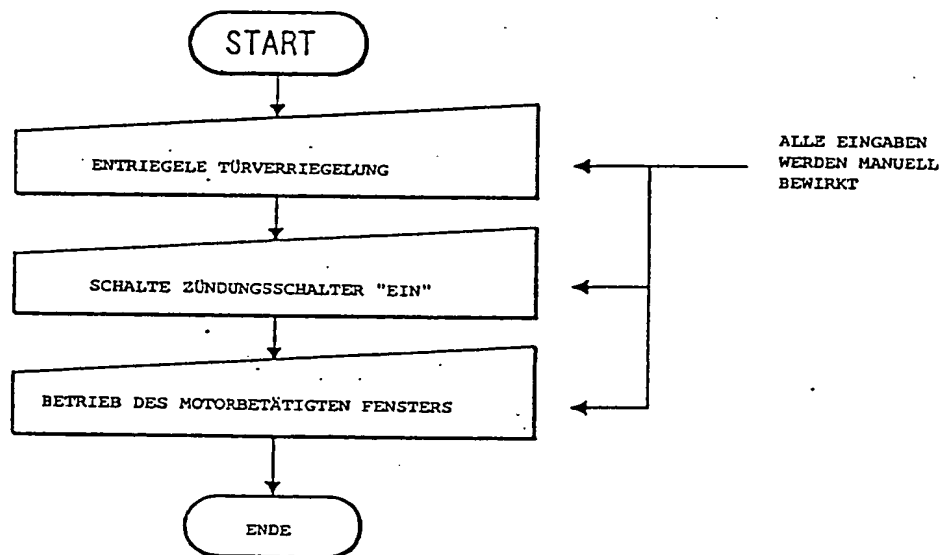 START
ENTRIEGELE TÜRVERRIEGELUNG
ALLE EINGABEN
WERDEN MANUELL
BEWIRKT
SCHALTE ZÜNDUNGSSCHALTER "EIN"
BETRIEB DES MOTORBETÄTIGTEN FENSTERS
ENDE